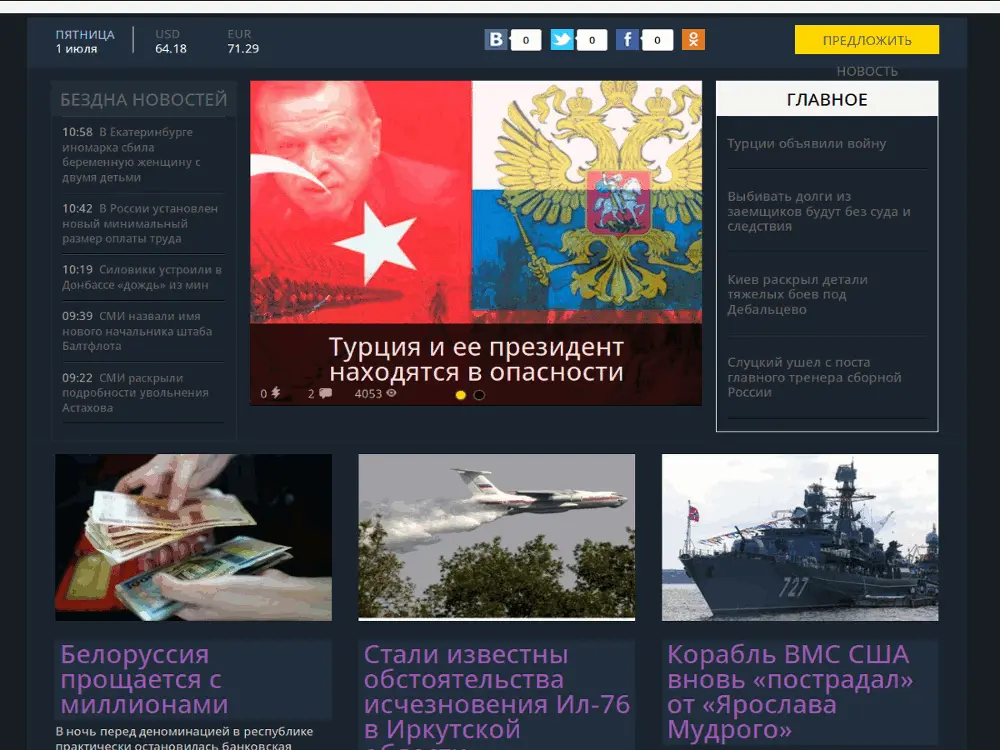 ПЯТНИЦА
1 июля
USD
64.18
EUR
71.29
В 0
0
f 0
ПРЕДЛОЖИТЬ
НОВОСТЬ
БЕЗДНА НОВОСТЕЙ
10:58 В Екатеринбурге
иномарка сбила
беременную женщину с
двумя детьми
10:42 В России установлен
новый минимальный
размер оплаты труда
10:19 Силовики устроили в
Донбассе «дождь» из мин
09:39 СМИ назвали имя
нового начальника штаба
Балтфлота
09:22 СМИ раскрыли
подробности увольнения
Астахова
Турция и ее президент
находятся в опасности
0 2 4053
ГЛАВНОЕ
Турции объявили войну
Выбивать долги из
заемщиков будут без суда и
следствия
Киев раскрыл детали
тяжелых боев под
Дебальцево
Слуцкий ушел с поста
главного тренера сборной
России
727
Белоруссия
прощается с
миллионами
В ночь перед деноминацией в республике
практически остановилась банковская
Стали известны
обстоятельства
исчезновения Ил-76
в Иркутской
области
Корабль ВМС США
вновь «пострадал»
от «Ярослава
Мудрого»